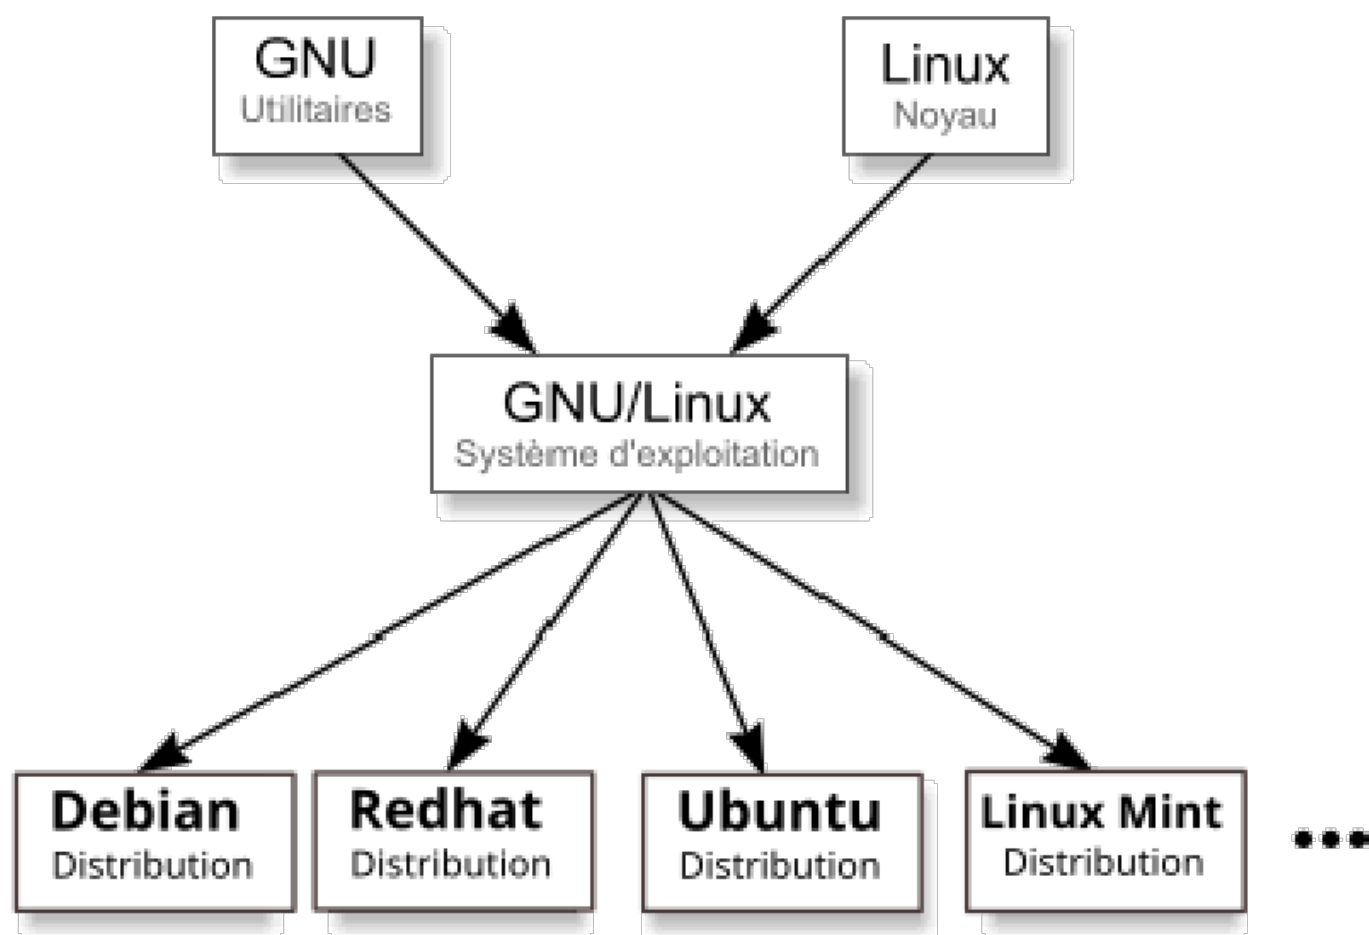 GNU
Utilitaires
Linux
Noyau
GNU/Linux
Système d'exploitation
Debian
Distribution
Redhat
Distribution
Ubuntu
Distribution
Linux Mint
Distribution
...